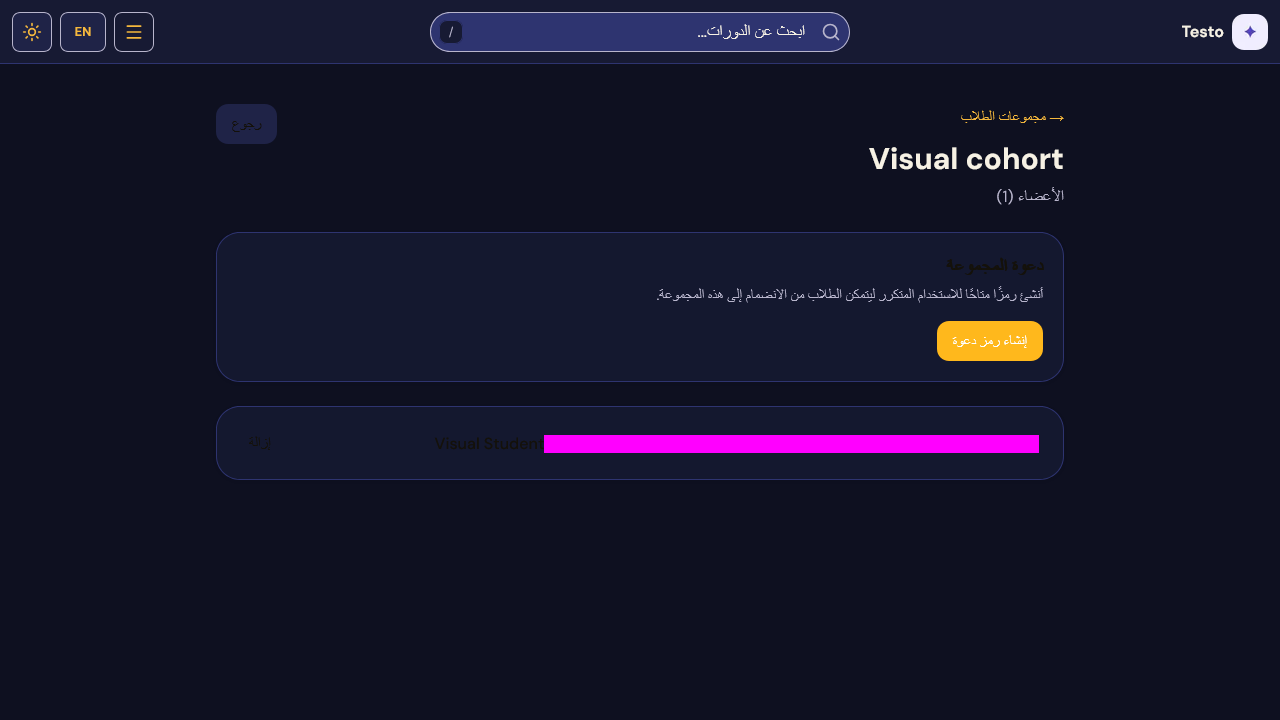 Testo
ابحث عن الدورات...
/
EN
→ مجموعات الطلاب
رجوع
Visual cohort
الأعضاء (1)
دعوة للمجموعة
أنشئ رمزًا متاحًا للاستخدام المتكرر ليتمكن الطلاب من الانضمام إلى هذه المجموعة.
إنشاء رمز دعوة
Visual Studen
إزالة